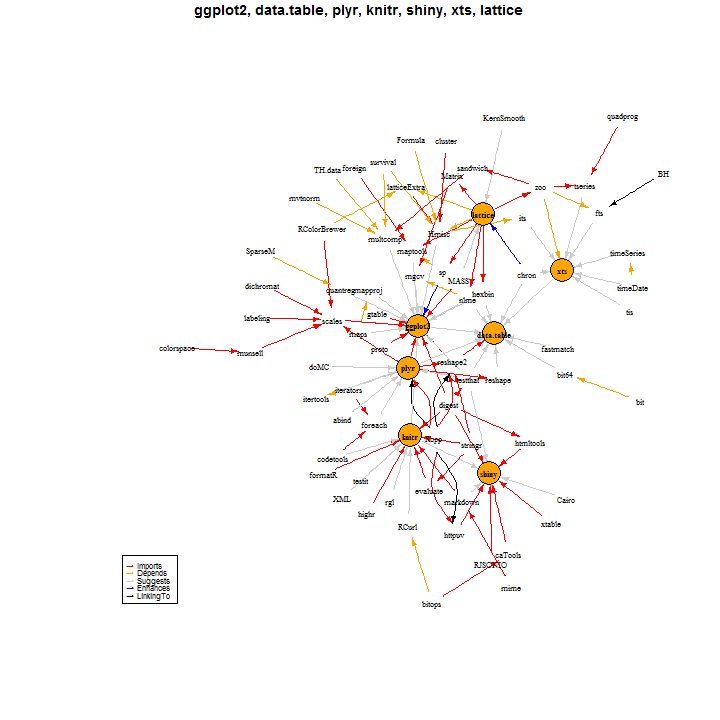 ggplot2, data.table, plyr, knitr, shiny, xts, lattice
KernSmooth
quadprog
Formula
cluster
survival
sandwich
TH.data
foreign
Matrix
BH
latticeExtra
zoo
tseries
mvtnorm
lattice
fts
its
RColorBrewer
multcomp
Hmisc
SparseM
maptools
timeSeries
sp
xts
chron
mgcv
MASS
dichromat
quantreg
mapproj
hexbin
nlme
timeDate
gtable
tis
labeling
scales
ggplot2
maps
data.table
colorspace
munsell
proto
fastmatch
doMC
plyr
reshape2
testthat
reshape
bit64
itertools
iterators
bit
abind
foreach
digest
knitr
Rcpp
stringr
htmltools
codetools
formatR
testit
shiny
XML
evaluate
highr
rgl
markdown
Cairo
RCurl
xtable
httpuv
caTools
RJSONIO
mime
bitops
Imports
Depends
Suggests
Enhances
LinkingTo